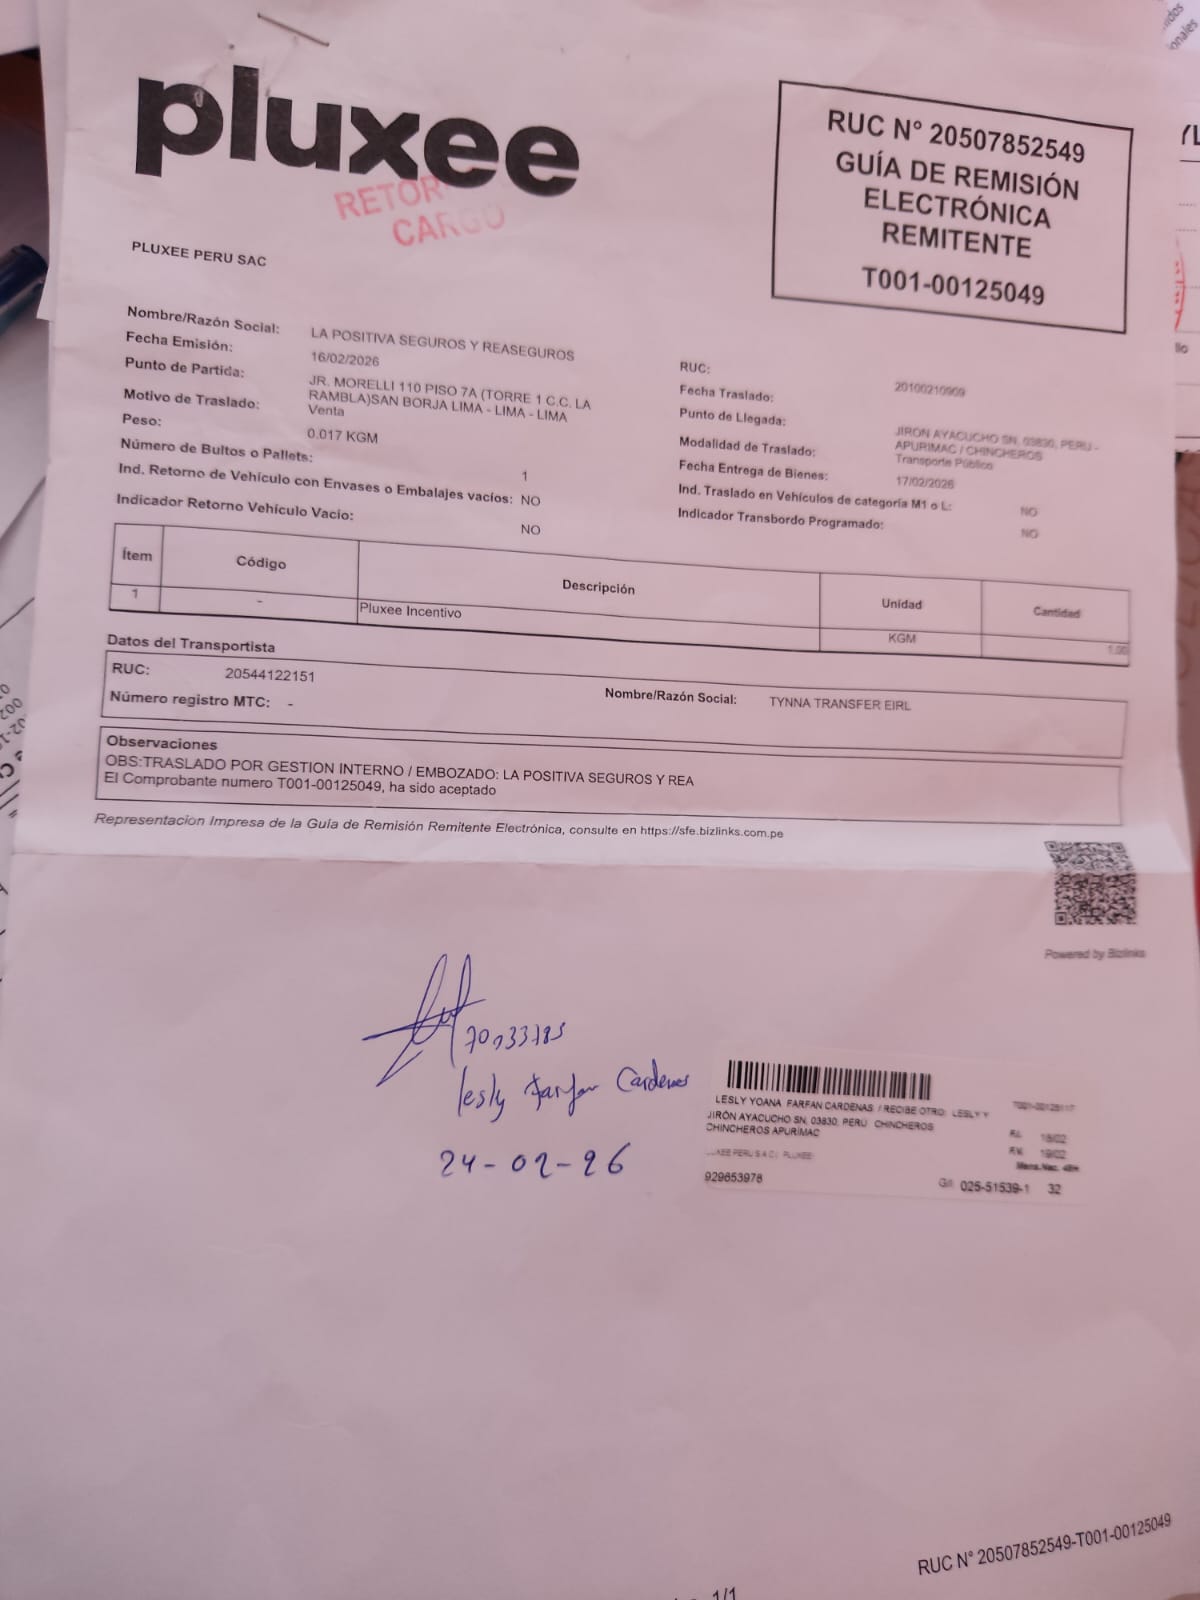 pluxee
RETOR
CARGO
PLUXEE PERU SAC
RUC N° 20507852549
GUÍA DE REMISIÓN
ELECTRÓNICA
REMITENTE
T001-00125049
Nombre/Razón Social: LA POSITIVA SEGUROS Y REASEGUROS
Fecha Emisión: 16/02/2026
Punto de Partida: JR. MORELLI 110 PISO 7A (TORRE 1 C.C. LA
RAMBLA)SAN BORJA LIMA - LIMA - LIMA
Motivo de Traslado: Venta
Peso: 0.017 KGM
Número de Bultos o Pallets: 1
Ind. Retorno de Vehículo con Envases o Embalajes vacíos: NO
Indicador Retorno Vehículo Vacío: NO
RUC: 20100210909
Fecha Traslado:
Punto de Llegada: JIRON AYACUCHO SN, 03830, PERU -
APURIMAC / CHINCHEROS
Modalidad de Traslado: Transporte Público
Fecha Entrega de Bienes: 17/02/2026
Ind. Traslado en Vehículos de categoría M1 o L: NO
Indicador Transbordo Programado: NO
Ítem Código Descripción Unidad Cantidad
1 - Pluxee Incentivo KGM 1.00
Datos del Transportista
RUC: 20544122151 Nombre/Razón Social: TYNNA TRANSFER EIRL
Número registro MTC: -
Observaciones
OBS:TRASLADO POR GESTION INTERNO / EMBOZADO: LA POSITIVA SEGUROS Y REA
El Comprobante numero T001-00125049, ha sido aceptado
Representacion Impresa de la Guía de Remisión Remitente Electrónica, consulte en https://sfe.bizlinks.com.pe
Powered by Bizlinks
lesly Farfan Cardenas
24-02-26
LESLY YOANA FARFAN CARDENAS / RECIBE OTRO: LESLY Y
JIRÓN AYACUCHO SN, 03830, PERÚ CHINCHEROS
CHINCHEROS APURÍMAC
929653978
18/02
19/02
025-51539-1 32
RUC N° 20507852549-T001-00125049
1/1